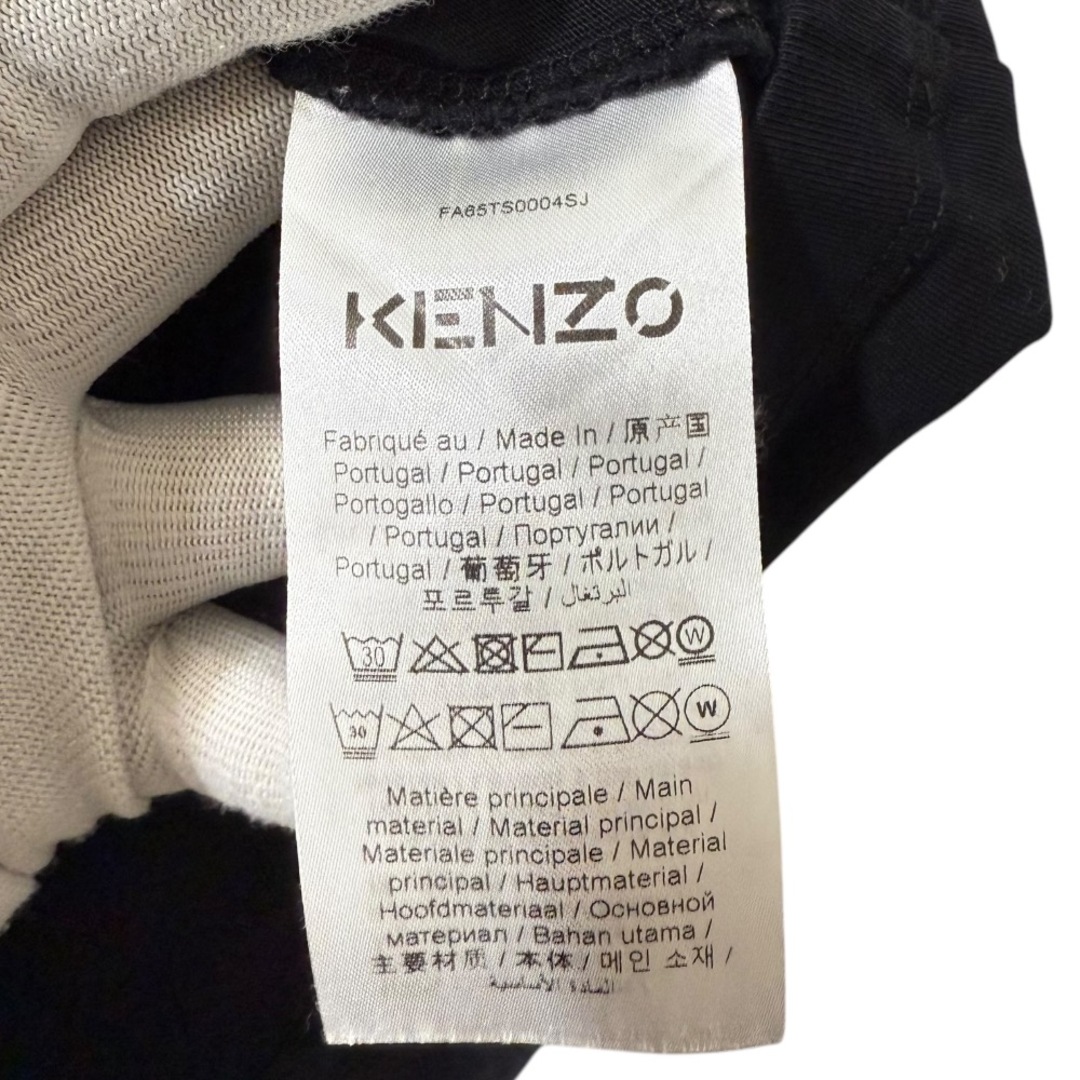 FA65TS0004SJ
KENZO
Fabriqué au / Made In / 原产国
Portugal / Portugal / Portugal /
Portogallo / Portugal / Portugal
/ Portugal / Португалии /
Portugal / 葡萄牙 / ポルトガル /
포르투갈 / البرتغال
30 W
30 W
Matière principale / Main
material / Material principal /
Materiale principale / Material
principal / Hauptmaterial /
Hoofdmateriaal / Основной
материал / Bahan utama /
主要材质 / 本体 / 메인 소재 /
المادة الأساسية